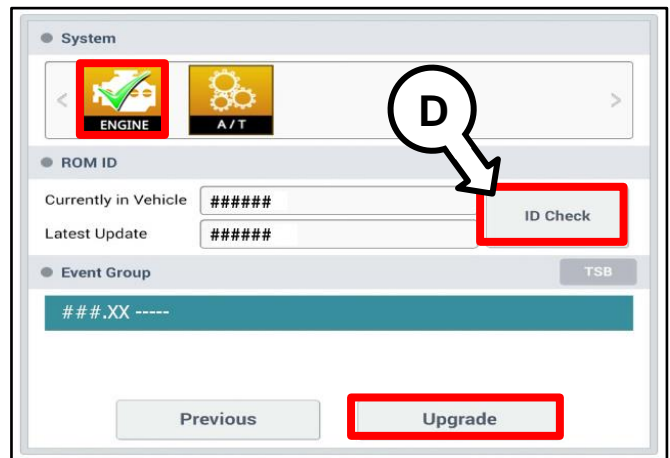 System
<
ENGINE
A/T
D
>
ROM ID
Currently in Vehicle ######
ID Check
Latest Update ######
Event Group
TSB
###.XX -----
Previous
Upgrade